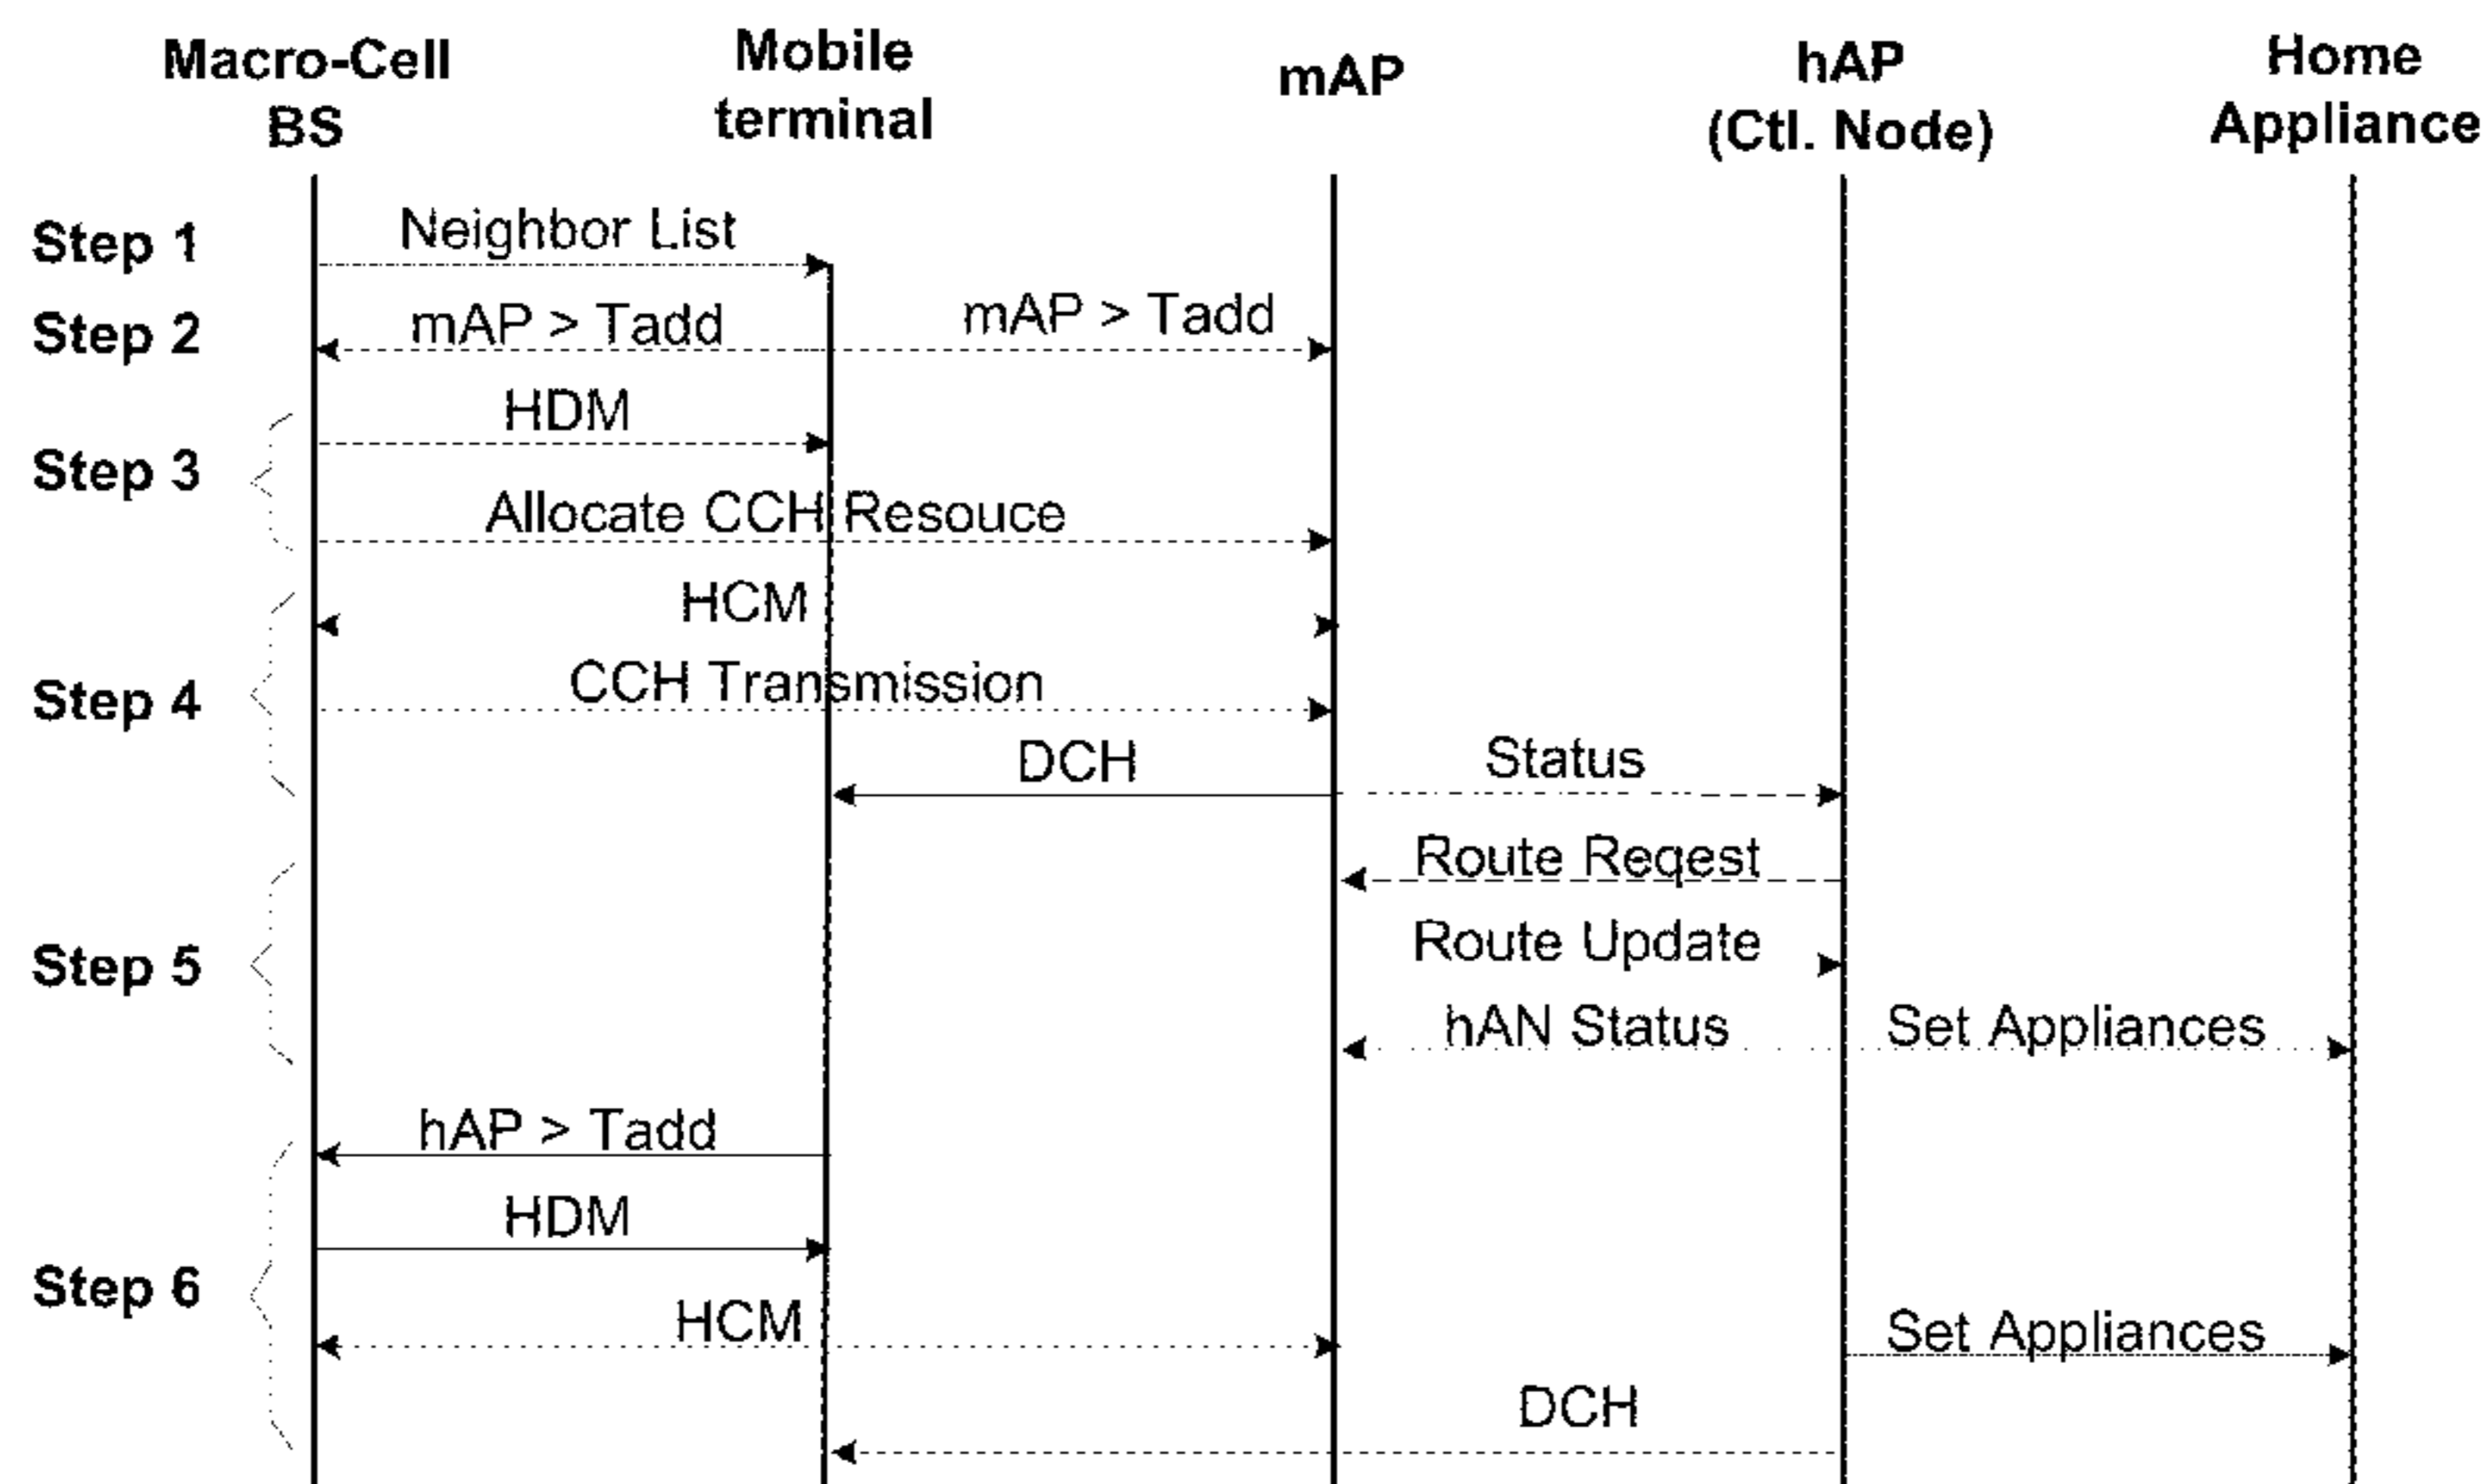 Macro-Cell
BS
Mobile
terminal
mAP
hAP
(Ctl. Node)
Home
Appliance
Step 1
Neighbor List
Step 2
mAP > Tadd
mAP > Tadd
HDM
Step 3
Allocate CCH Resouce
HCM
Step 4
CCH Transmission
DCH
Status
Route Reqest
Step 5
Route Update
hAN Status
Set Appliances
hAP > Tadd
HDM
Step 6
HCM
Set Appliances
DCH